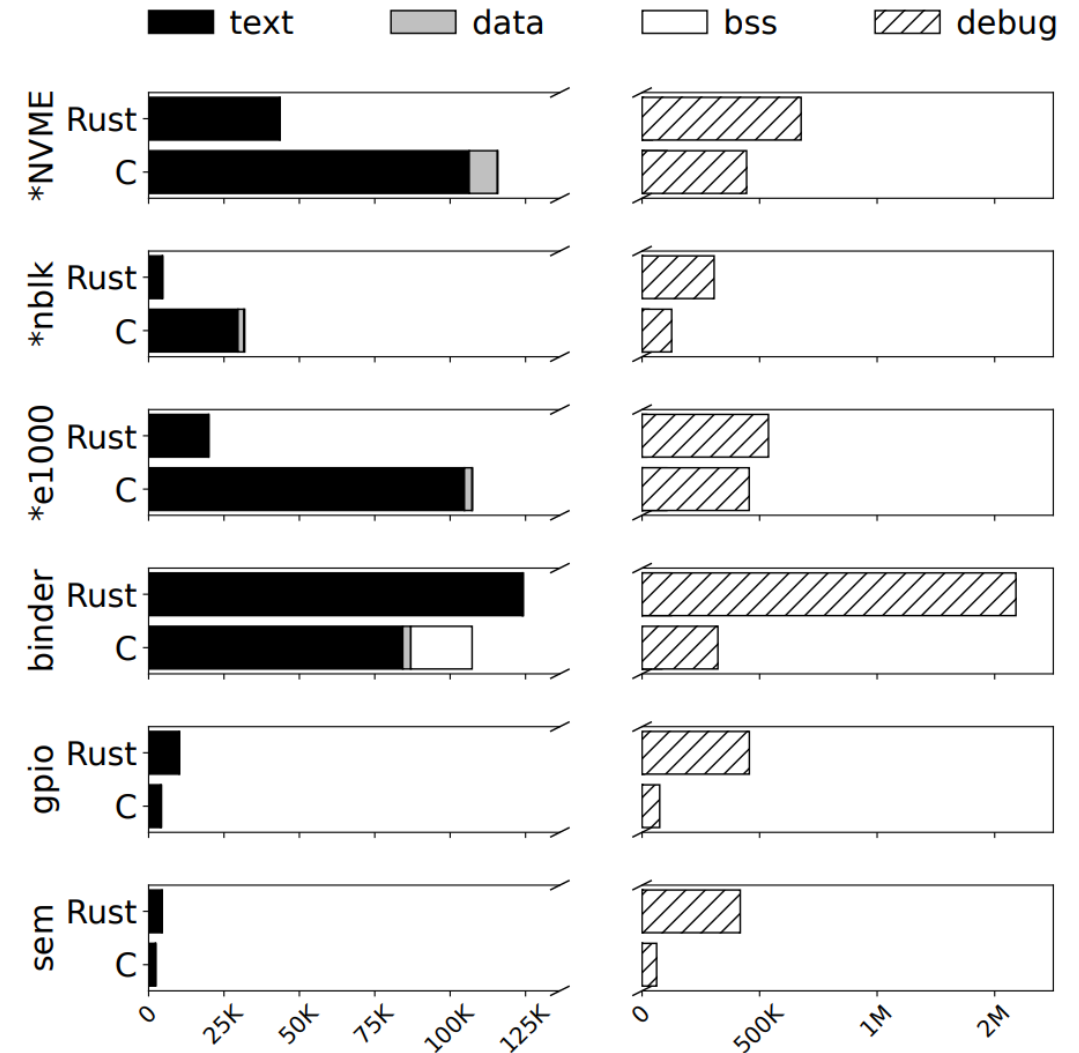 text data bss debug
*NVME
Rust
C
*nblk
Rust
C
*e1000
Rust
C
binder
Rust
C
gpio
Rust
C
sem
Rust
C
0 25K 50K 75K 100K 125K 0 500K 1M 2M